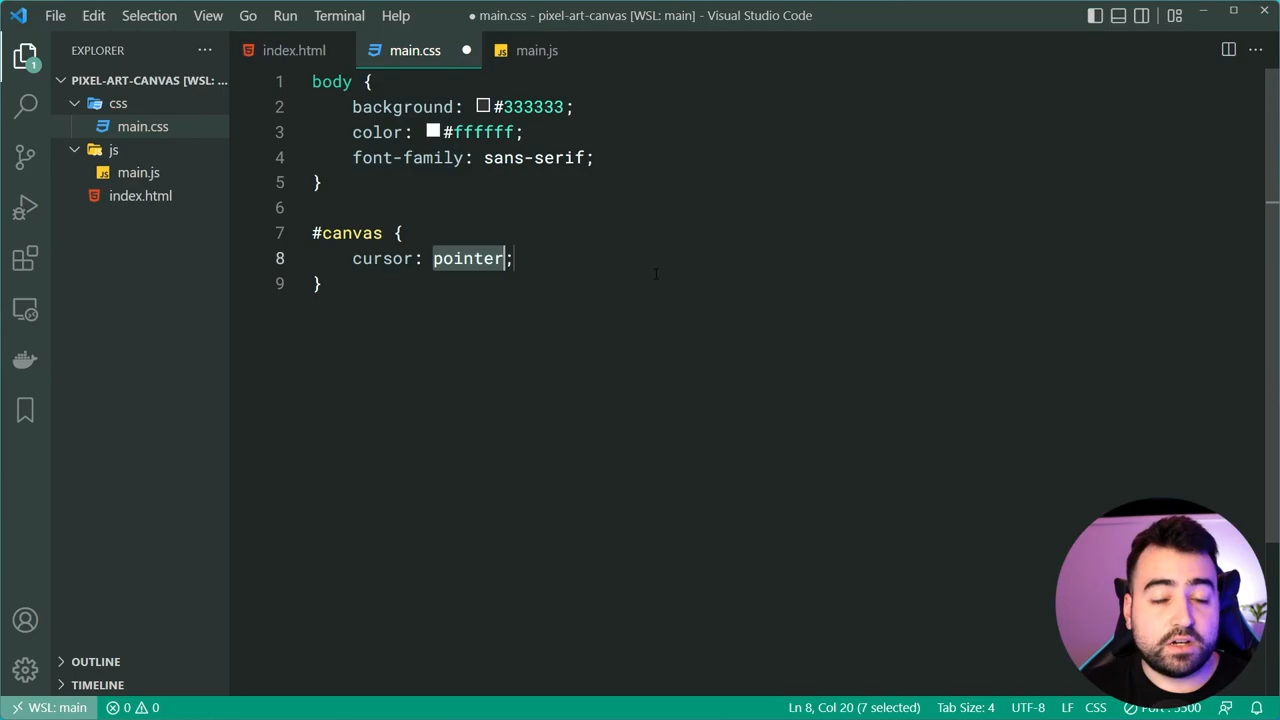 File Edit Selection View Go Run Terminal Help
● main.css - pixel-art-canvas [WSL: main] - Visual Studio Code
EXPLORER
PIXEL-ART-CANVAS [WSL: ...
css
main.css
js
main.js
index.html
index.html main.css main.js
1 body {
2 background: #333333;
3 color: #ffffff;
4 font-family: sans-serif;
5 }
6
7 #canvas {
8 cursor: pointer;
9 }
1
OUTLINE
TIMELINE
WSL: main 0 0 Ln 8, Col 20 (7 selected) Tab Size: 4 UTF-8 LF CSS